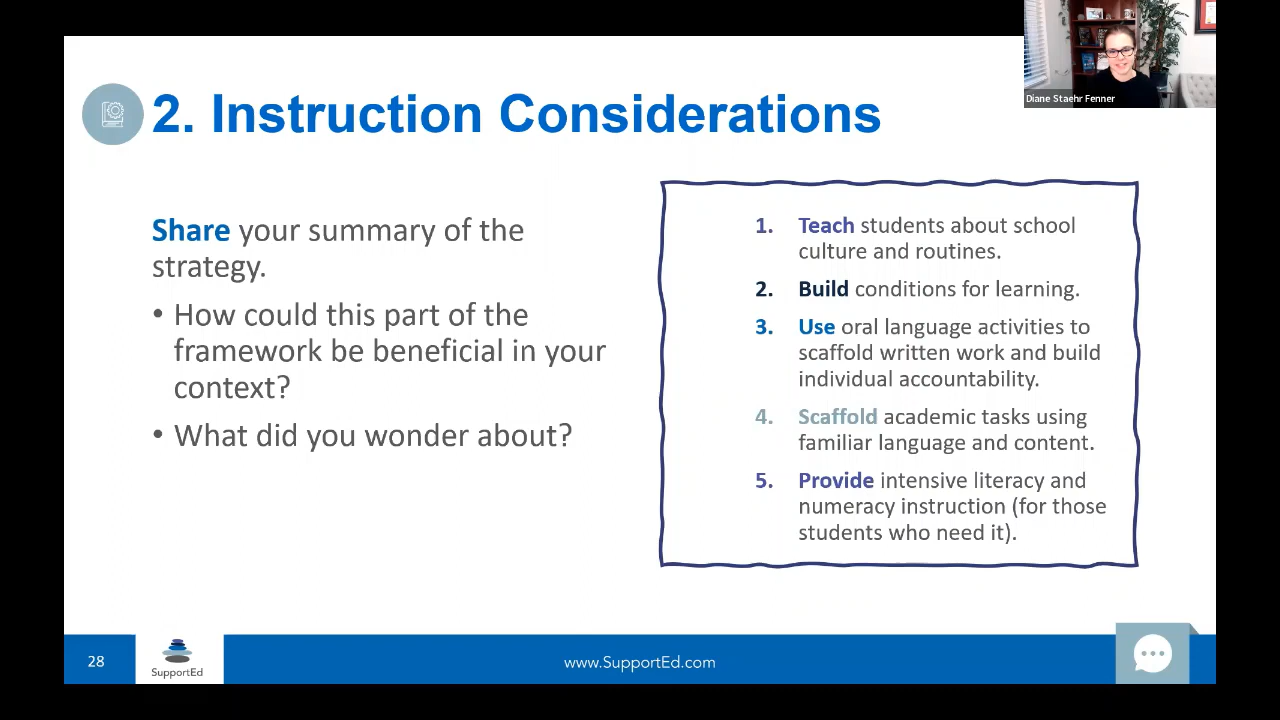 Diane Staehr Fenner
2. Instruction Considerations
Share your summary of the
strategy.
• How could this part of the
framework be beneficial in your
context?
• What did you wonder about?
1. Teach students about school
culture and routines.
2. Build conditions for learning.
3. Use oral language activities to
scaffold written work and build
individual accountability.
4. Scaffold academic tasks using
familiar language and content.
5. Provide intensive literacy and
numeracy instruction (for those
students who need it).
28
SupportEd
www.SupportEd.com